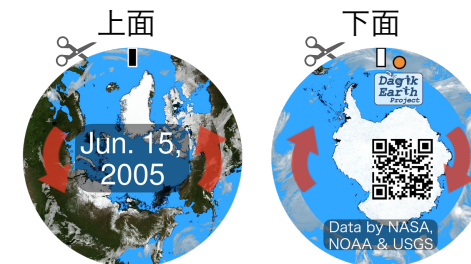 上面
下面
Jun. 15,
2005
Dagik
Earth
Project
Data by NASA,
NOAA & USGS